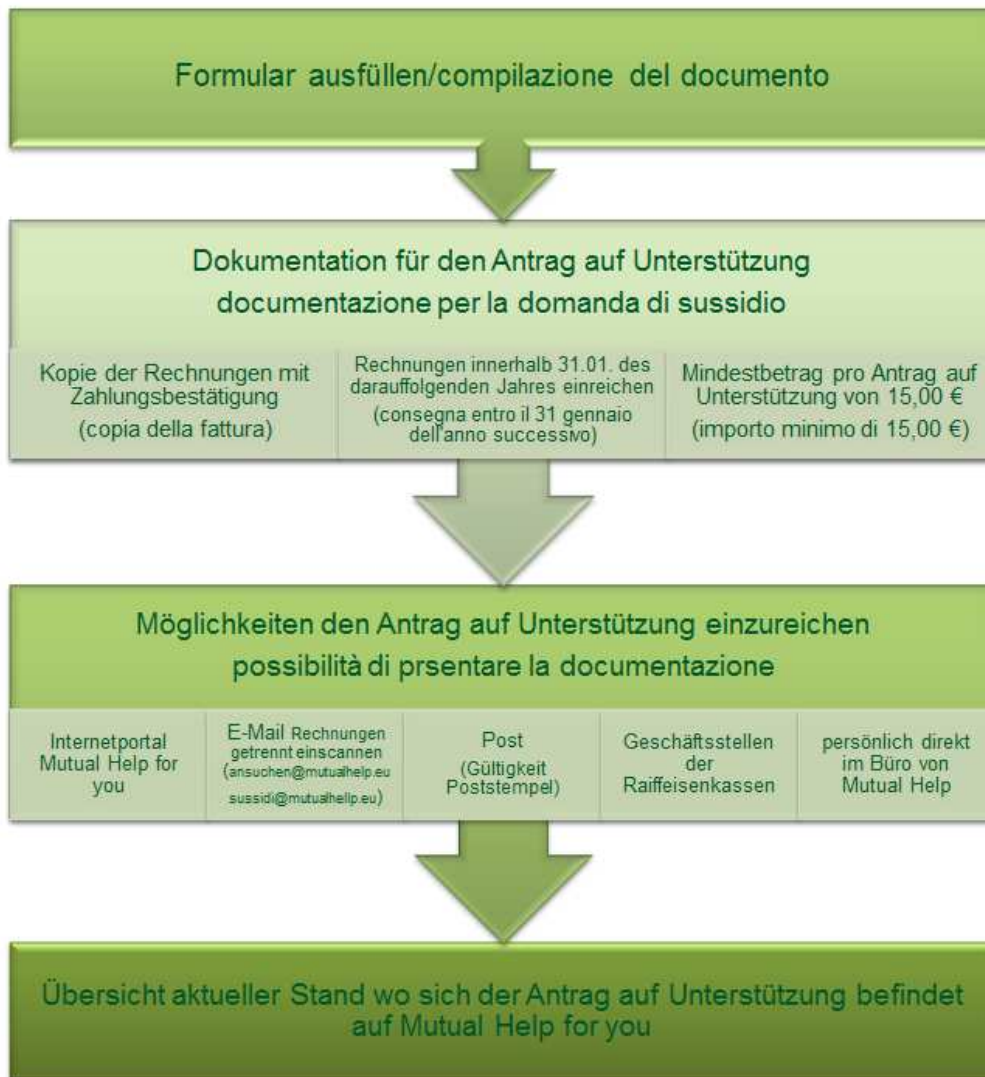 Formular ausfüllen/compilazione del documento
Dokumentation für den Antrag auf Unterstützung
documentazione per la domanda di sussidio
Kopie der Rechnungen mit
Zahlungsbestätigung
(copia della fattura)
Rechnungen innerhalb 31.01. des
darauffolgenden Jahres einreichen
(consegna entro il 31 gennaio
dell'anno successivo)
Mindestbetrag pro Antrag auf
Unterstützung von 15,00 €
(importo minimo di 15,00 €)
Möglichkeiten den Antrag auf Unterstützung einzureichen
possibilità di prsentare la documentazione
Internetportal
Mutual Help for
you
E-Mail Rechnungen
getrennt einscannen
(ansuchen@mutualhelp.eu
sussidi@mutualhellp.eu)
Post
(Gültigkeit
Poststempel)
Geschäftsstellen
der
Raiffeisenkassen
persönlich direkt
im Büro von
Mutual Help
Übersicht aktueller Stand wo sich der Antrag auf Unterstützung befindet
auf Mutual Help for you